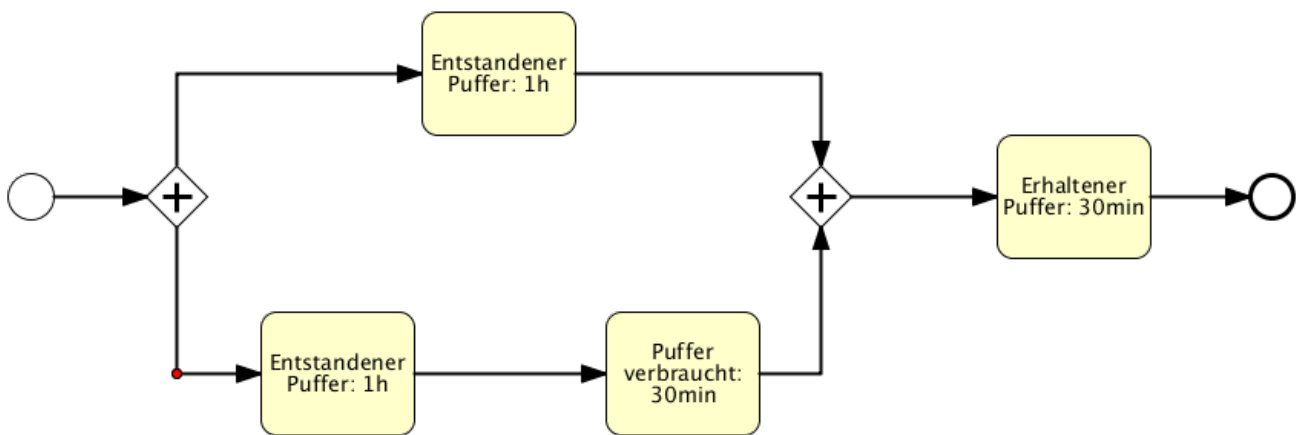 Entstandener
Puffer: 1h
Erhaltener
Puffer: 30min
Entstandener
Puffer: 1h
Puffer
verbraucht:
30min